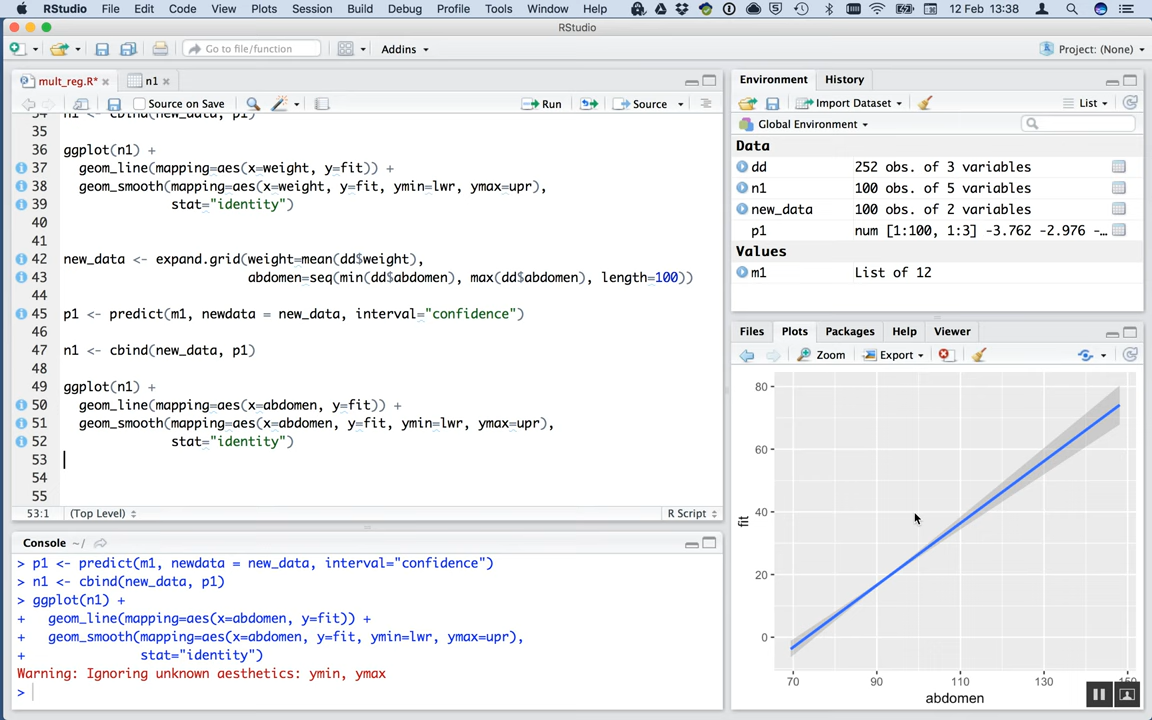 RStudio File Edit Code View Plots Session Build Debug Profile Tools Window Help 12 Feb 13:38
RStudio
Go to file/function Addins Project: (None)
mult_reg.R* n1
Source on Save Run Source
34 n1 <- cbind(new_data, p1)
35
36 ggplot(n1) +
37 geom_line(mapping=aes(x=weight, y=fit)) +
38 geom_smooth(mapping=aes(x=weight, y=fit, ymin=lwr, ymax=upr),
39 stat="identity")
40
41
42 new_data <- expand.grid(weight=mean(dd$weight),
43 abdomen=seq(min(dd$abdomen), max(dd$abdomen), length=100))
44
45 p1 <- predict(m1, newdata = new_data, interval="confidence")
46
47 n1 <- cbind(new_data, p1)
48
49 ggplot(n1) +
50 geom_line(mapping=aes(x=abdomen, y=fit)) +
51 geom_smooth(mapping=aes(x=abdomen, y=fit, ymin=lwr, ymax=upr),
52 stat="identity")
53
54
55
53:1 (Top Level) R Script
Console ~/
> p1 <- predict(m1, newdata = new_data, interval="confidence")
> n1 <- cbind(new_data, p1)
> ggplot(n1) +
+ geom_line(mapping=aes(x=abdomen, y=fit)) +
+ geom_smooth(mapping=aes(x=abdomen, y=fit, ymin=lwr, ymax=upr),
+ stat="identity")
Warning: Ignoring unknown aesthetics: ymin, ymax
>
Environment History
Import Dataset List
Global Environment
Data
dd 252 obs. of 3 variables
n1 100 obs. of 5 variables
new_data 100 obs. of 2 variables
p1 num [1:100, 1:3] -3.762 -2.976 -…
Values
m1 List of 12
Files Plots Packages Help Viewer
Zoom Export
80
60
40
20
0
fit
70 90 110 130 150
abdomen